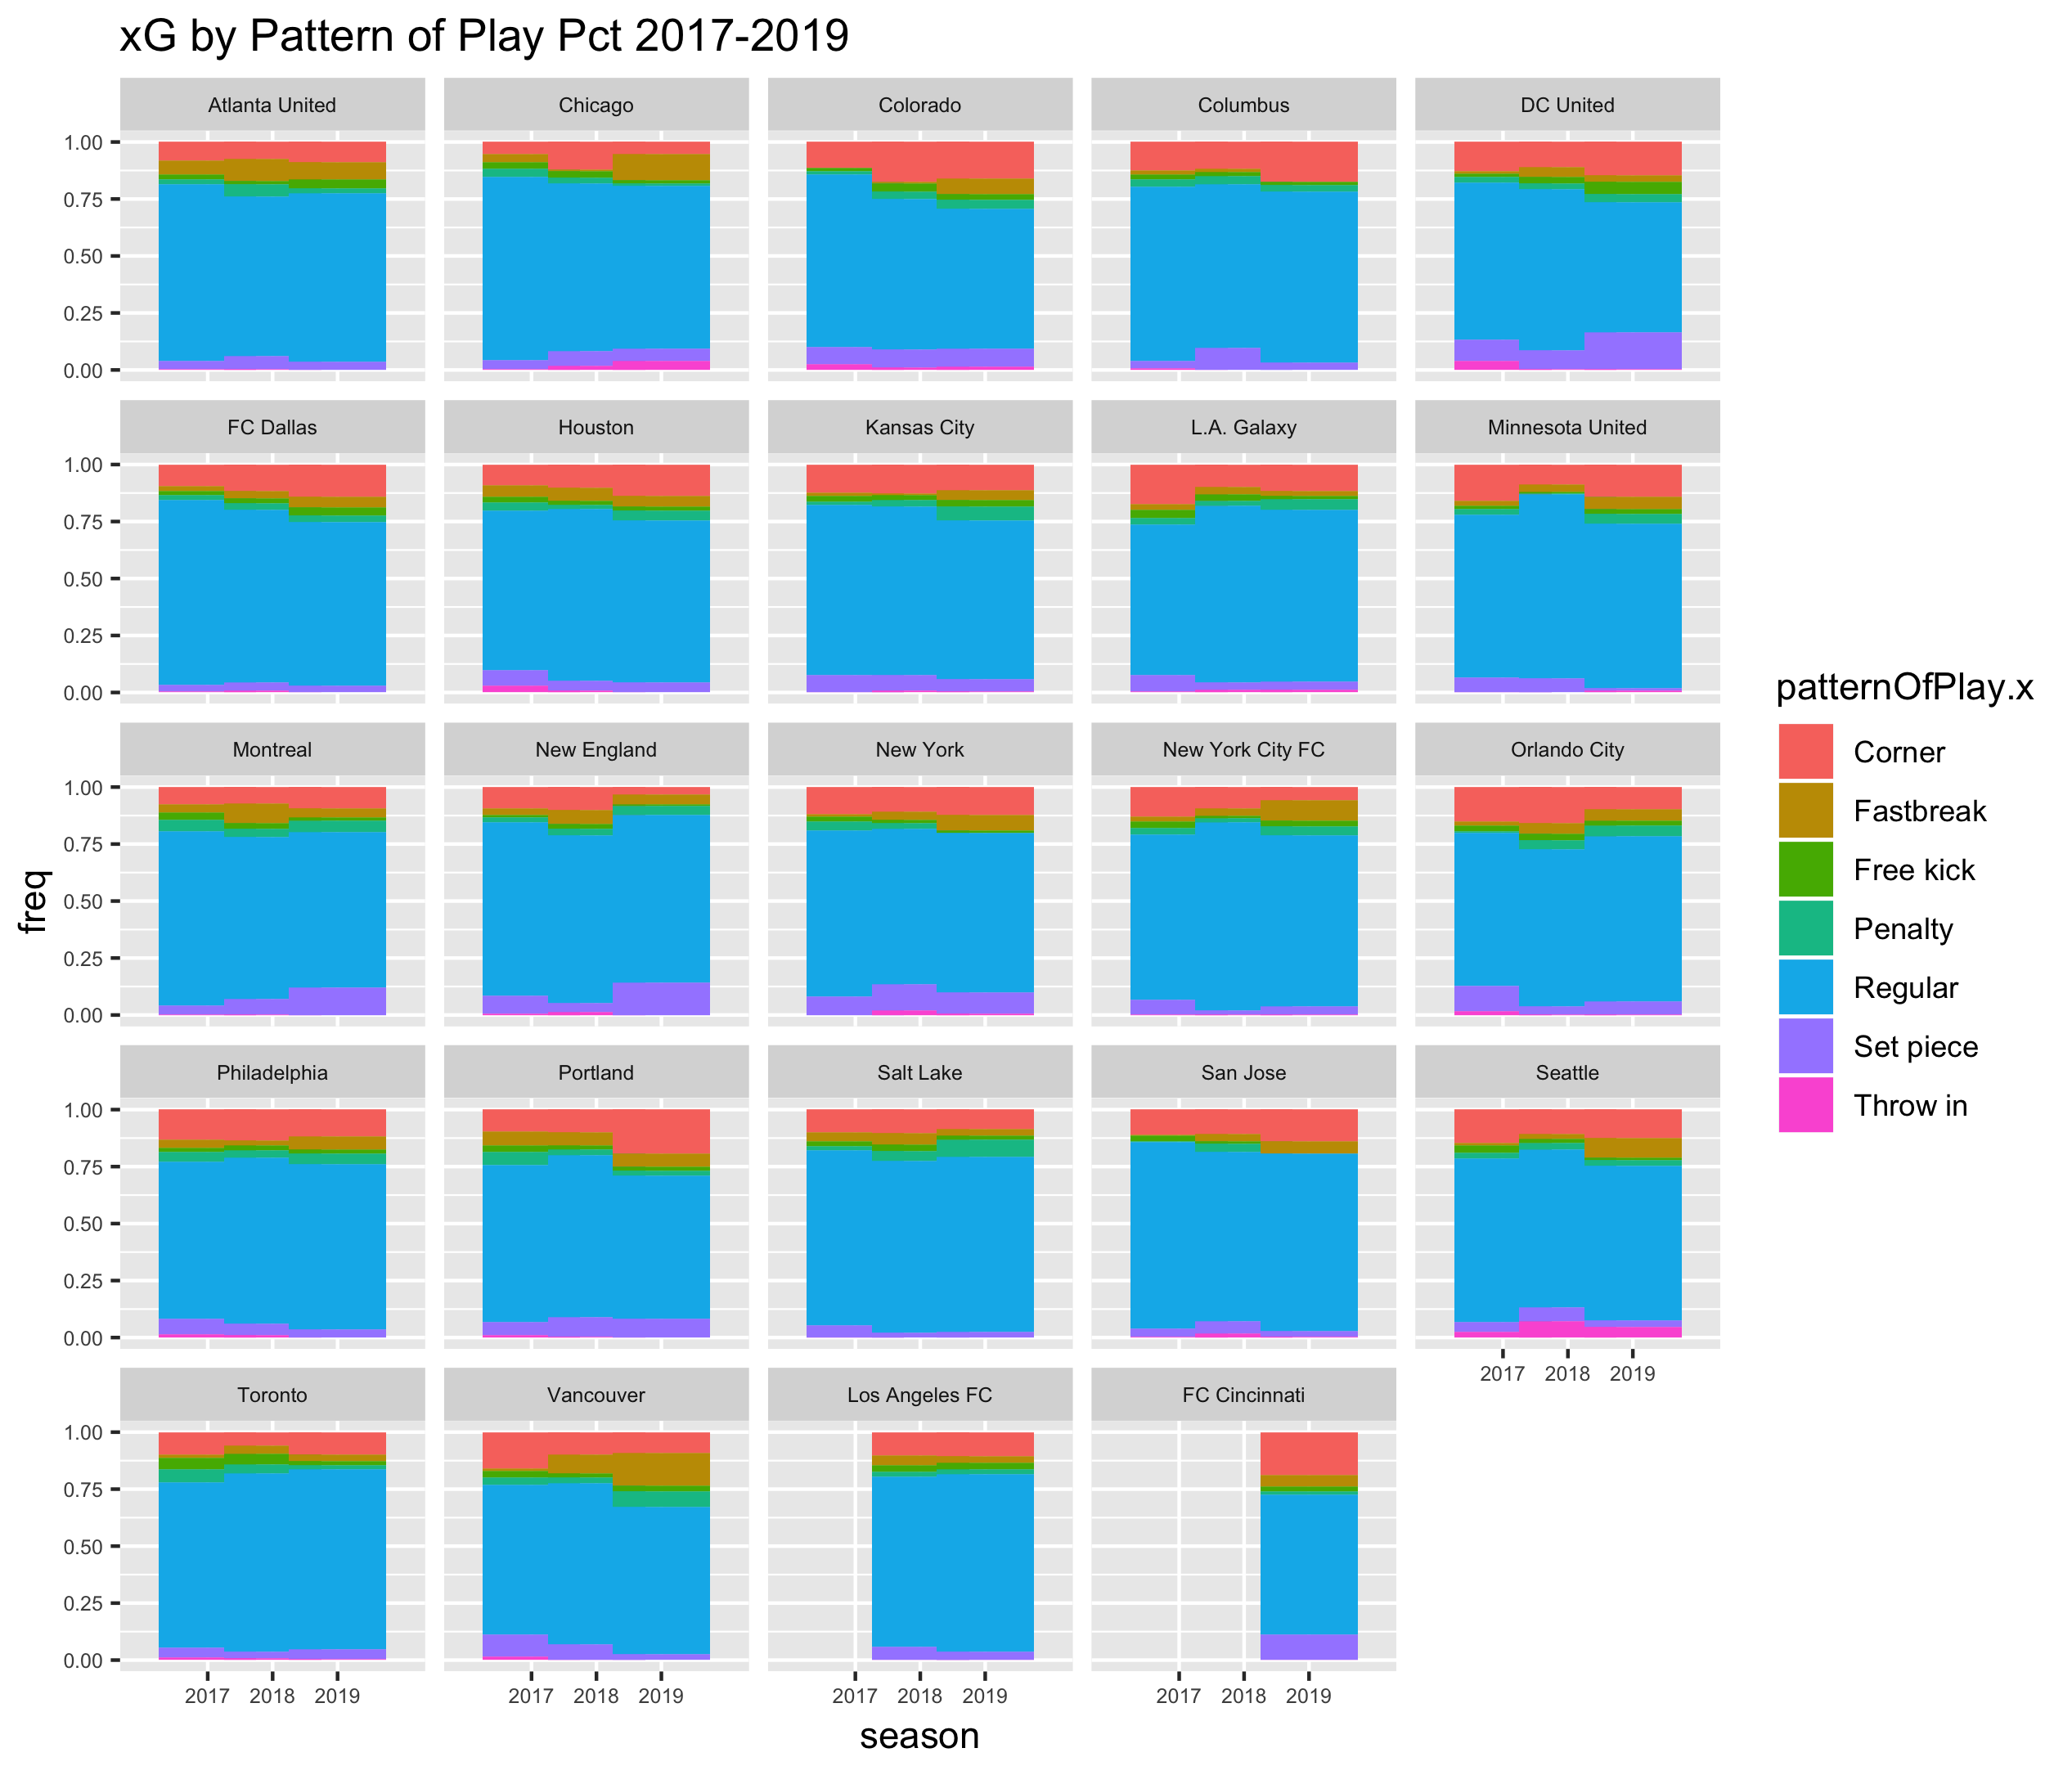 xG by Pattern of Play Pct 2017-2019
Atlanta United Chicago Colorado Columbus DC United
1.00
0.75
0.50
0.25
0.00
FC Dallas Houston Kansas City L.A. Galaxy Minnesota United
1.00
0.75
0.50
0.25
0.00
Montreal New England New York New York City FC Orlando City
1.00
0.75
0.50
0.25
0.00
Philadelphia Portland Salt Lake San Jose Seattle
1.00
0.75
0.50
0.25
0.00
2017 2018 2019
Toronto Vancouver Los Angeles FC FC Cincinnati
1.00
0.75
0.50
0.25
0.00
2017 2018 2019 2017 2018 2019 2017 2018 2019 2017 2018 2019
season
freq
patternOfPlay.x
Corner
Fastbreak
Free kick
Penalty
Regular
Set piece
Throw in